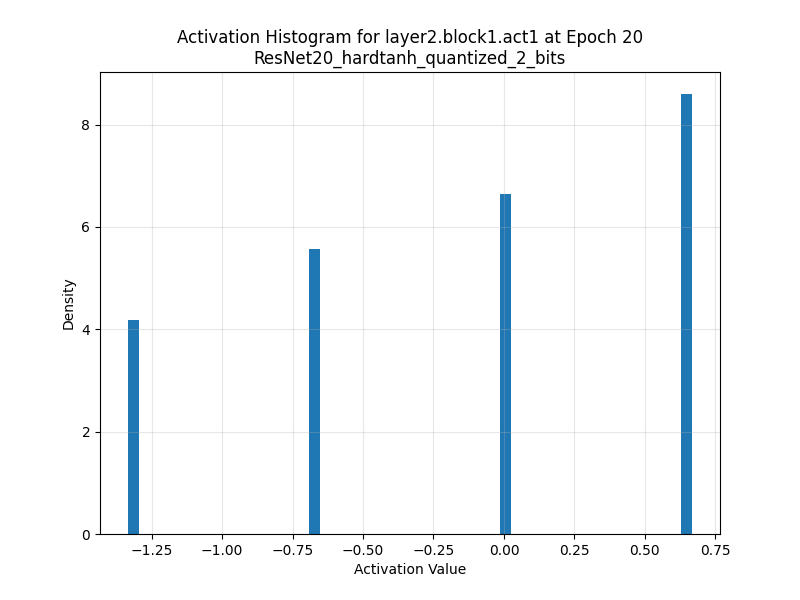 Activation Histogram for layer2.block1.act1 at Epoch 20
ResNet20_hardtanh_quantized_2_bits
8
6
4
2
0
Density
−1.25 −1.00 −0.75 −0.50 −0.25 0.00 0.25 0.50 0.75
Activation Value